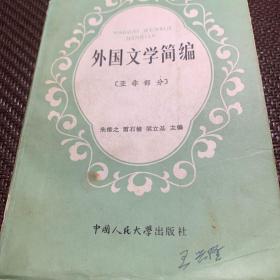 外国文学简编
〔亚非部分〕
朱维之 雷石榆 梁立基 主编
中国人民大学出版社